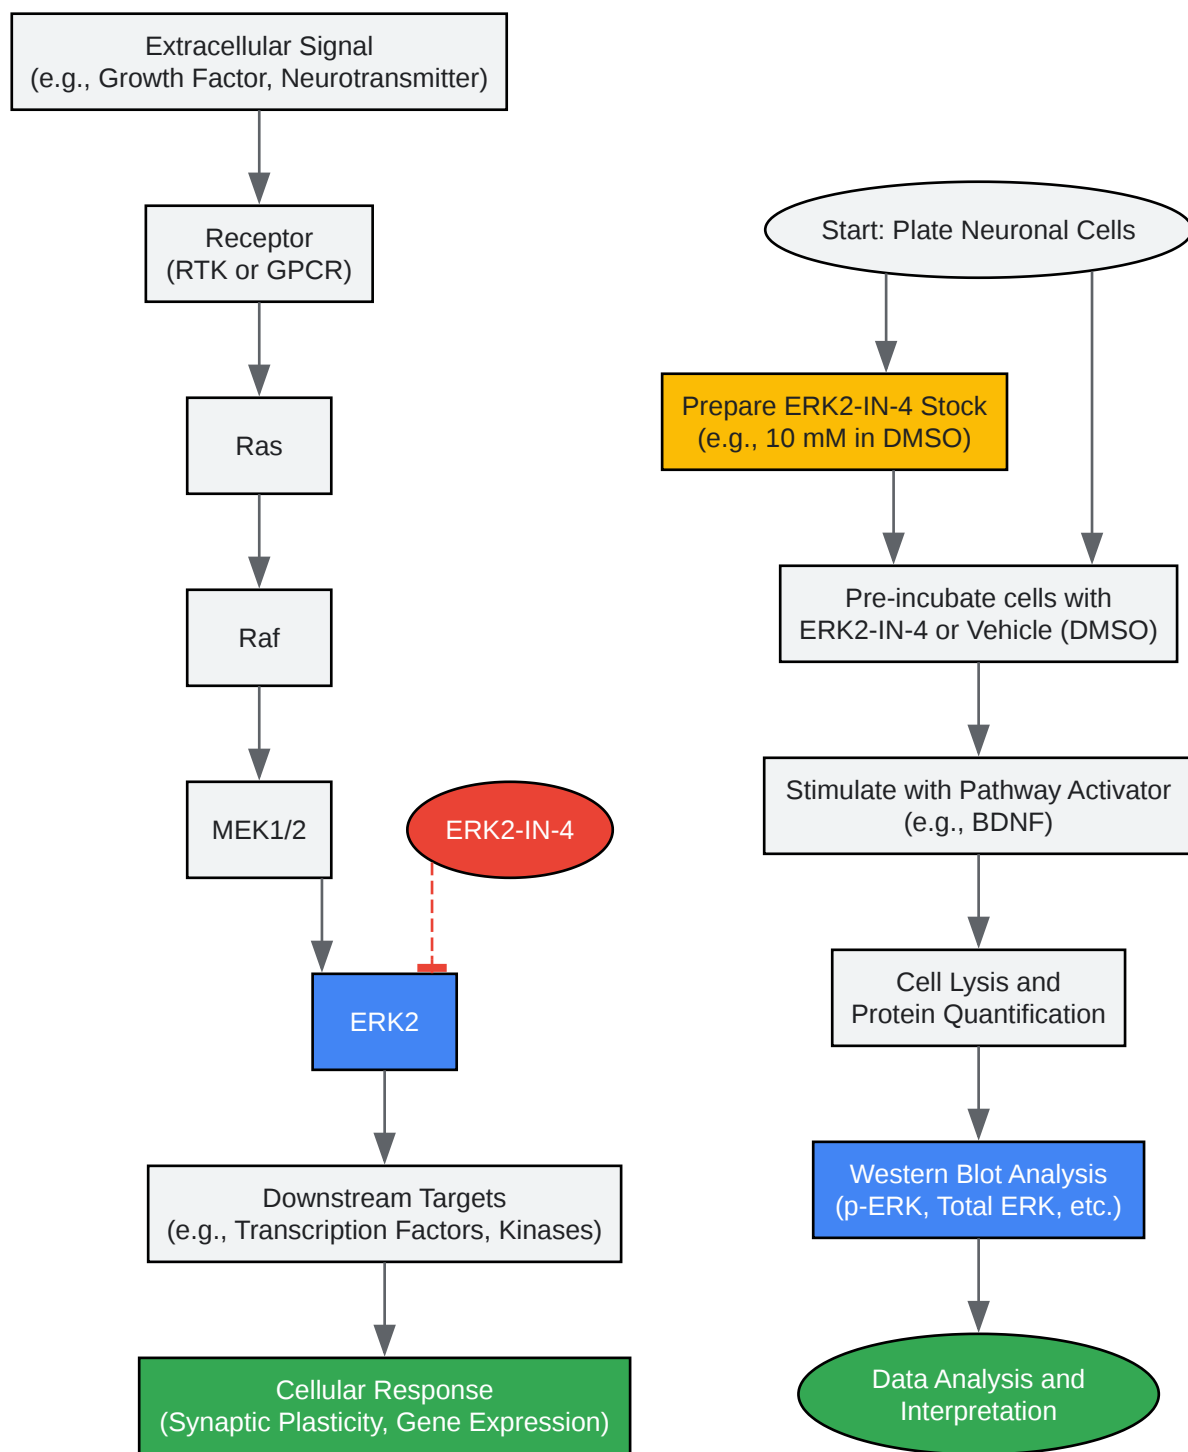 Extracellular Signal
(e.g., Growth Factor, Neurotransmitter)
Receptor
(RTK or GPCR)
Ras
Raf
MEK1/2
ERK2-IN-4
ERK2
Downstream Targets
(e.g., Transcription Factors, Kinases)
Cellular Response
(Synaptic Plasticity, Gene Expression)
Start: Plate Neuronal Cells
Prepare ERK2-IN-4 Stock
(e.g., 10 mM in DMSO)
Pre-incubate cells with
ERK2-IN-4 or Vehicle (DMSO)
Stimulate with Pathway Activator
(e.g., BDNF)
Cell Lysis and
Protein Quantification
Western Blot Analysis
(p-ERK, Total ERK, etc.)
Data Analysis and
Interpretation